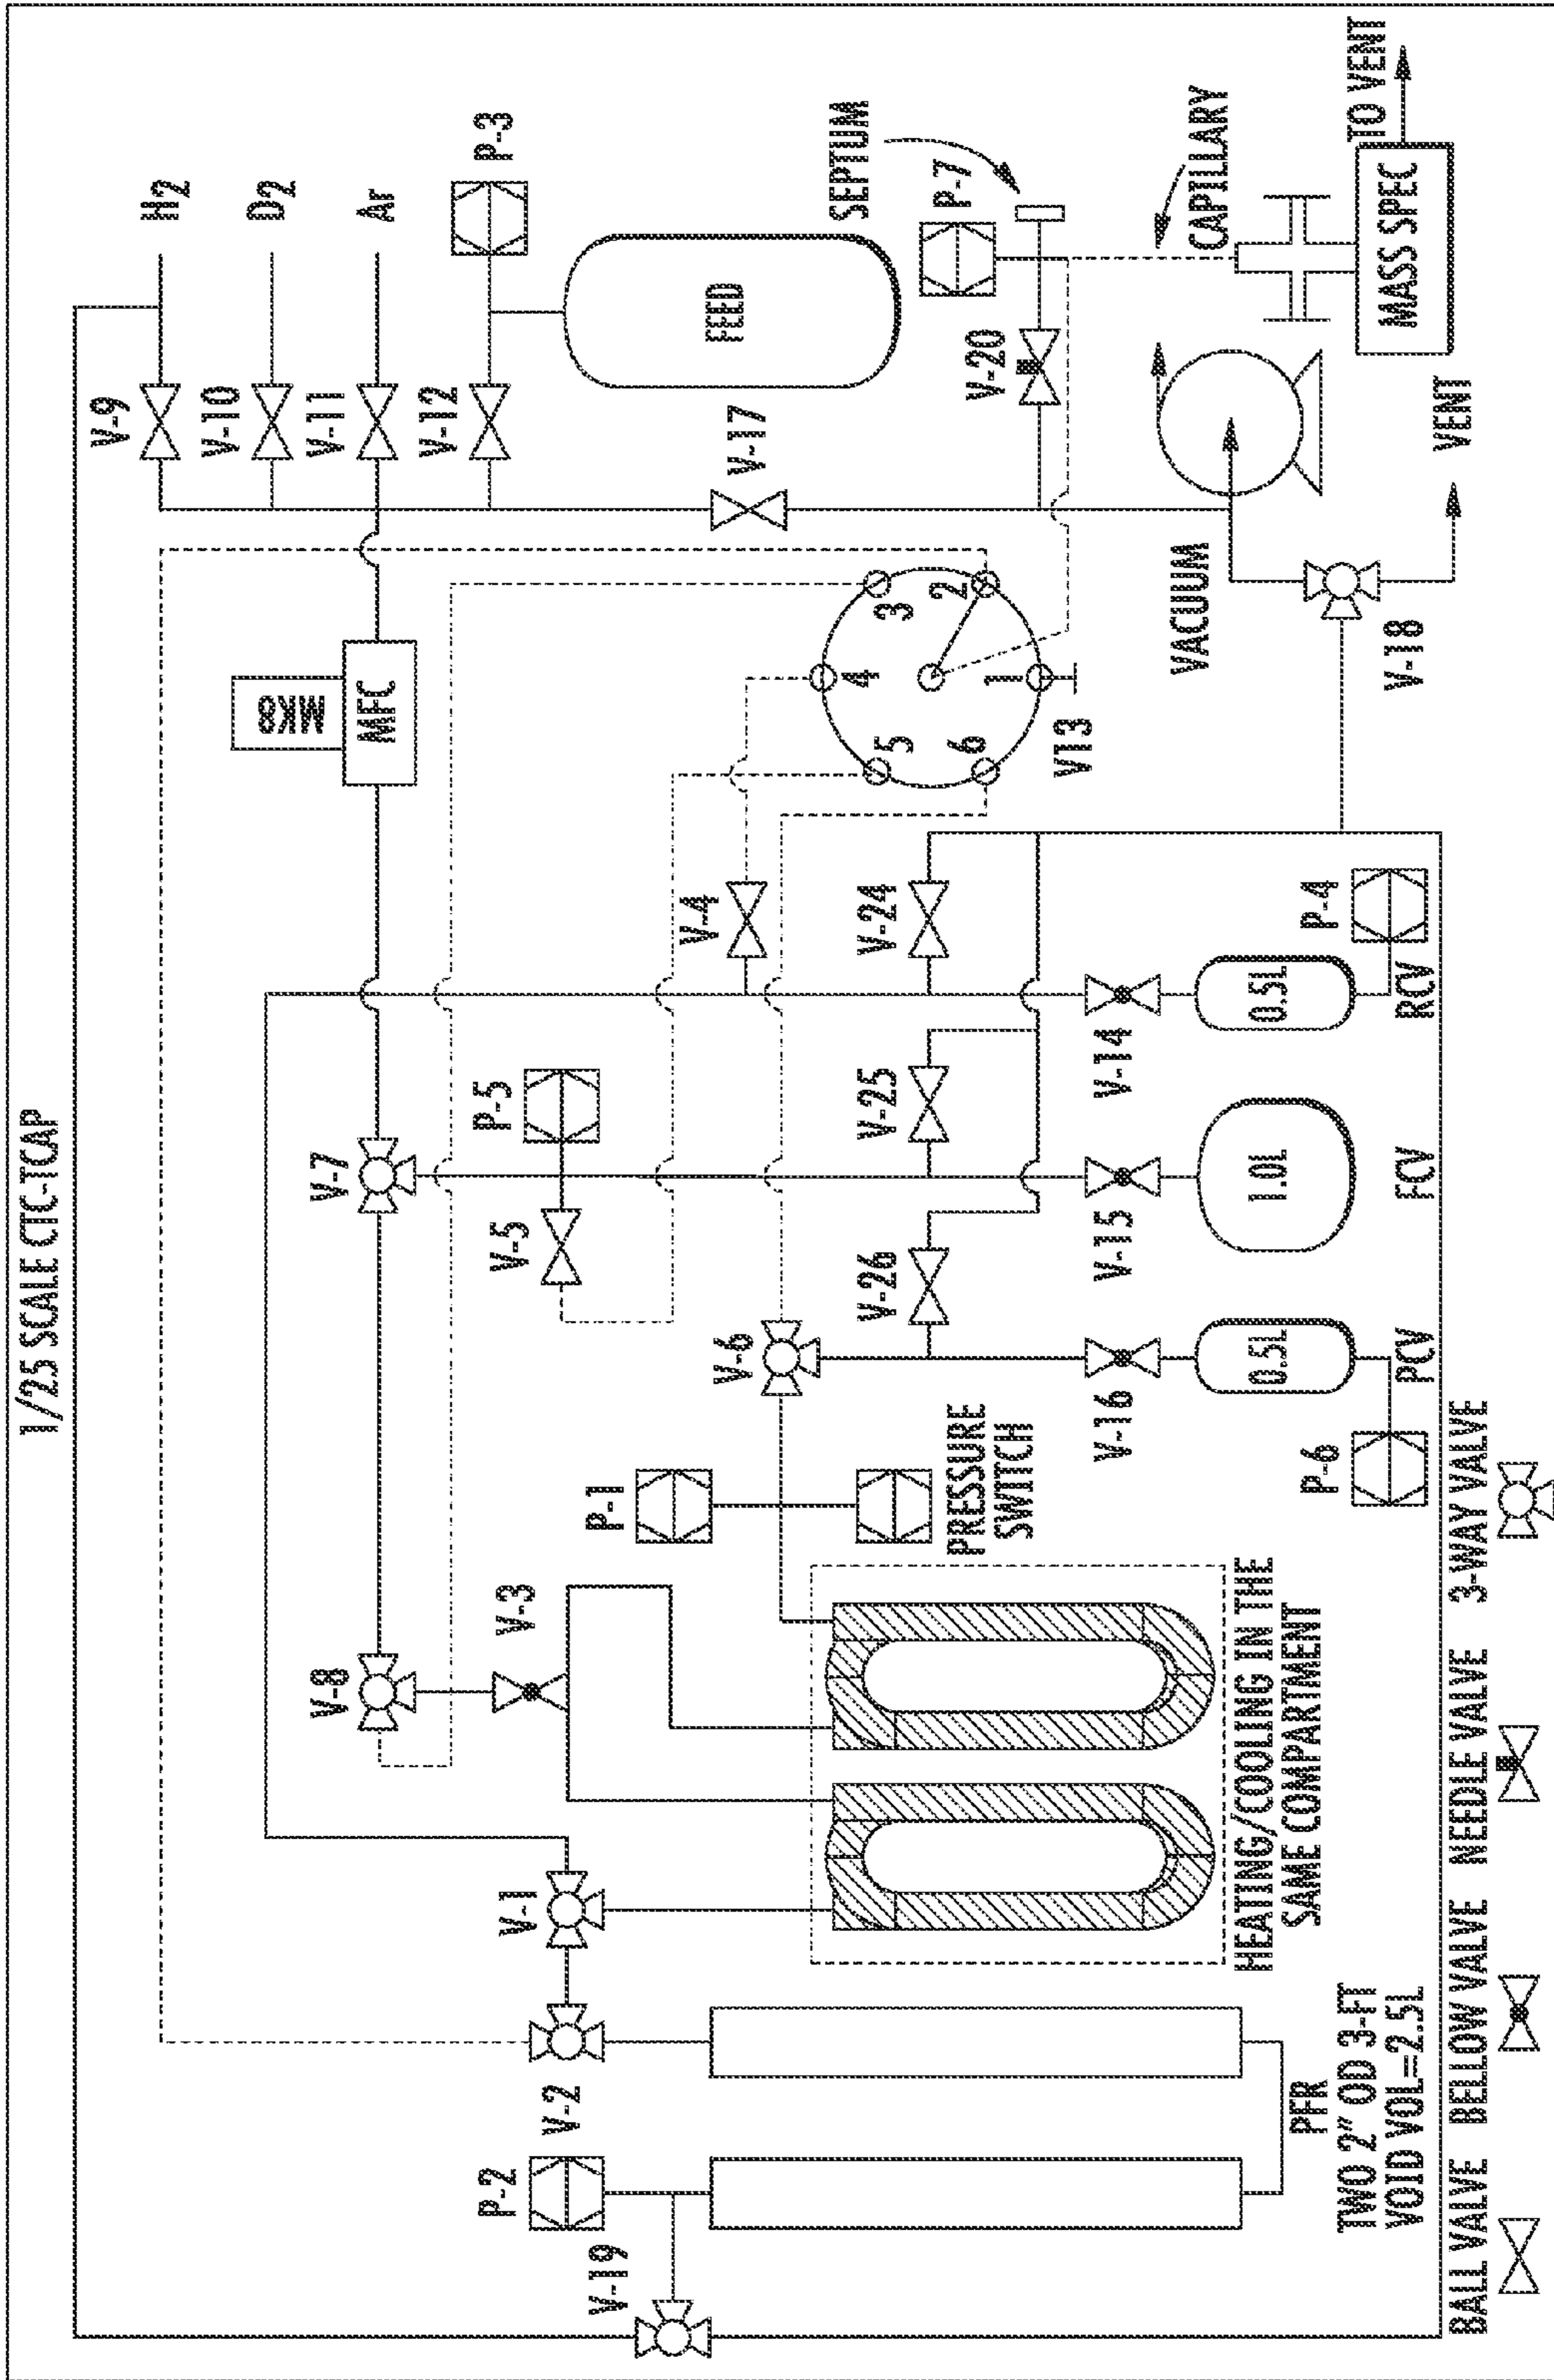 1/25 SCALE CTC-TCAP
H2
D2
Ar
P-3
V-9
V-10
V-11
V-12
FEED
V-17
SEPTUM
P-7
V-20
CAPILLARY
TO VENT
MASS SPEC
VENT
VACUUM
V-18
MK8
MFC
1
2
3
4
5
6
V13
V-7
V-8
V-4
V-24
P-5
V-5
V-25
V-6
V-26
V-14
V-15
V-16
0.5L
1.0L
0.5L
P-4
RCV
FCV
PCV
P-6
P-1
PRESSURE
SWITCH
V-3
V-1
HEATING/COOLING IN THE
SAME COMPARTMENT
V-2
P-2
V-19
PFR
TWO 2" OD 3-FT
VOID VOL=2.5L
BALL VALVE BELLOW VALVE NEEDLE VALVE 3-WAY VALVE